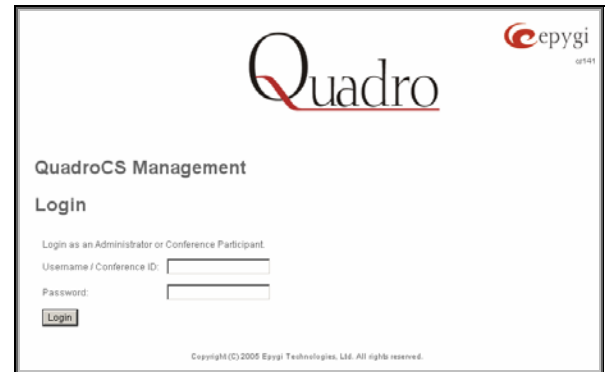 Quadro
epygi
QuadroCS Management
Login
Login as an Administrator or Conference Participant.
Username / Conference ID:
Password:
Login
Copyright (C) 2005 Epygi Technologies, Ltd. All rights reserved.